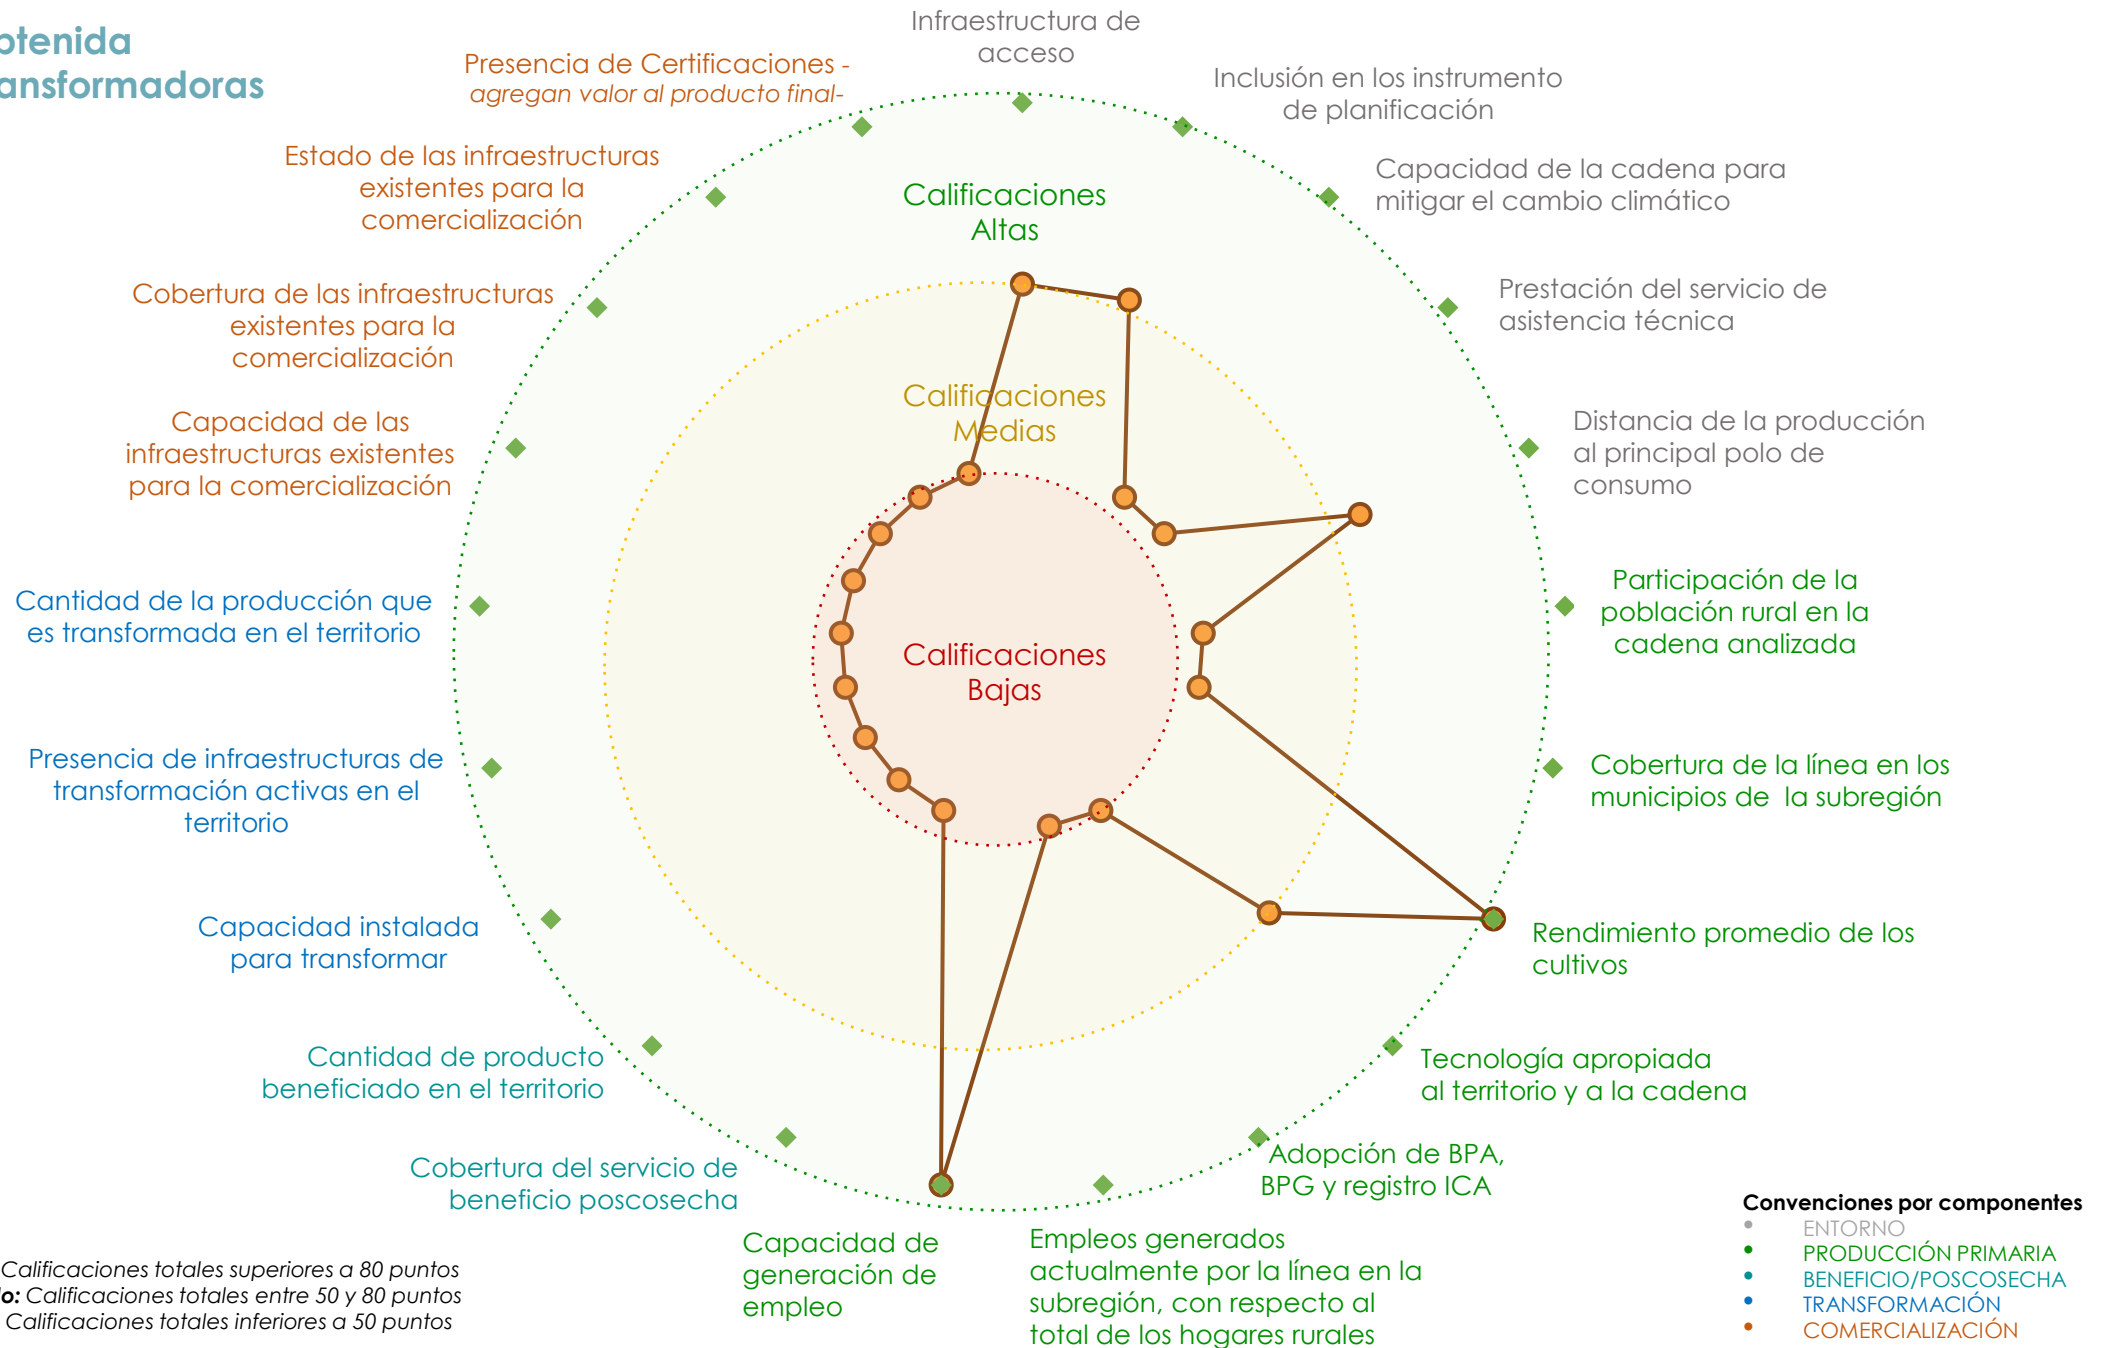 btenida
ansformadoras
Infraestructura de
acceso
Inclusión en los instrumento
de planificación
Capacidad de la cadena para
mitigar el cambio climático
Prestación del servicio de
asistencia técnica
Distancia de la producción
al principal polo de
consumo
Participación de la
población rural en la
cadena analizada
Cobertura de la línea en los
municipios de la subregión
Rendimiento promedio de los
cultivos
Tecnología apropiada
al territorio y a la cadena
Adopción de BPA,
BPG y registro ICA
Empleos generados
actualmente por la línea en la
subregión, con respecto al
total de los hogares rurales
Capacidad de
generación de
empleo
Cobertura del servicio de
beneficio poscosecha
Cantidad de producto
beneficiado en el territorio
Capacidad instalada
para transformar
Presencia de infraestructuras de
transformación activas en el
territorio
Cantidad de la producción que
es transformada en el territorio
Capacidad de las
infraestructuras existentes
para la comercialización
Cobertura de las infraestructuras
existentes para la
comercialización
Estado de las infraestructuras
existentes para la
comercialización
Presencia de Certificaciones -
agregan valor al producto final-
Calificaciones
Altas
Calificaciones
Medias
Calificaciones
Bajas
Calificaciones totales superiores a 80 puntos
o: Calificaciones totales entre 50 y 80 puntos
Calificaciones totales inferiores a 50 puntos
Convenciones por componentes
• ENTORNO
• PRODUCCIÓN PRIMARIA
• BENEFICIO/POSCOSECHA
• TRANSFORMACIÓN
• COMERCIALIZACIÓN